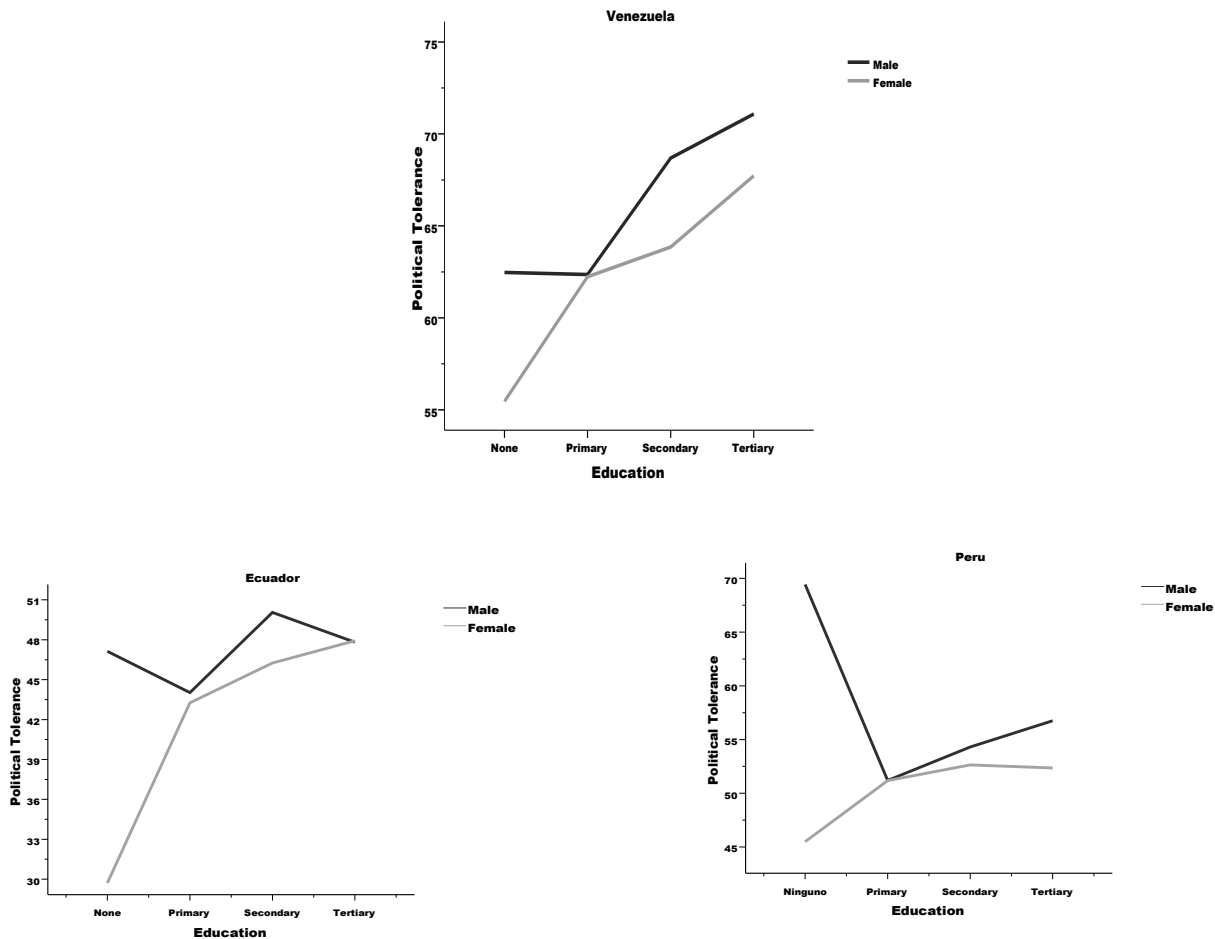 Venezuela
75
70
65
60
55
Political Tolerance
None Primary Secondary Tertiary
Education
Male
Female
Ecuador
51
48
45
42
39
36
33
30
Political Tolerance
None Primary Secondary Tertiary
Education
Male
Female
Peru
70
65
60
55
50
45
Political Tolerance
Ninguno Primary Secondary Tertiary
Education
Male
Female